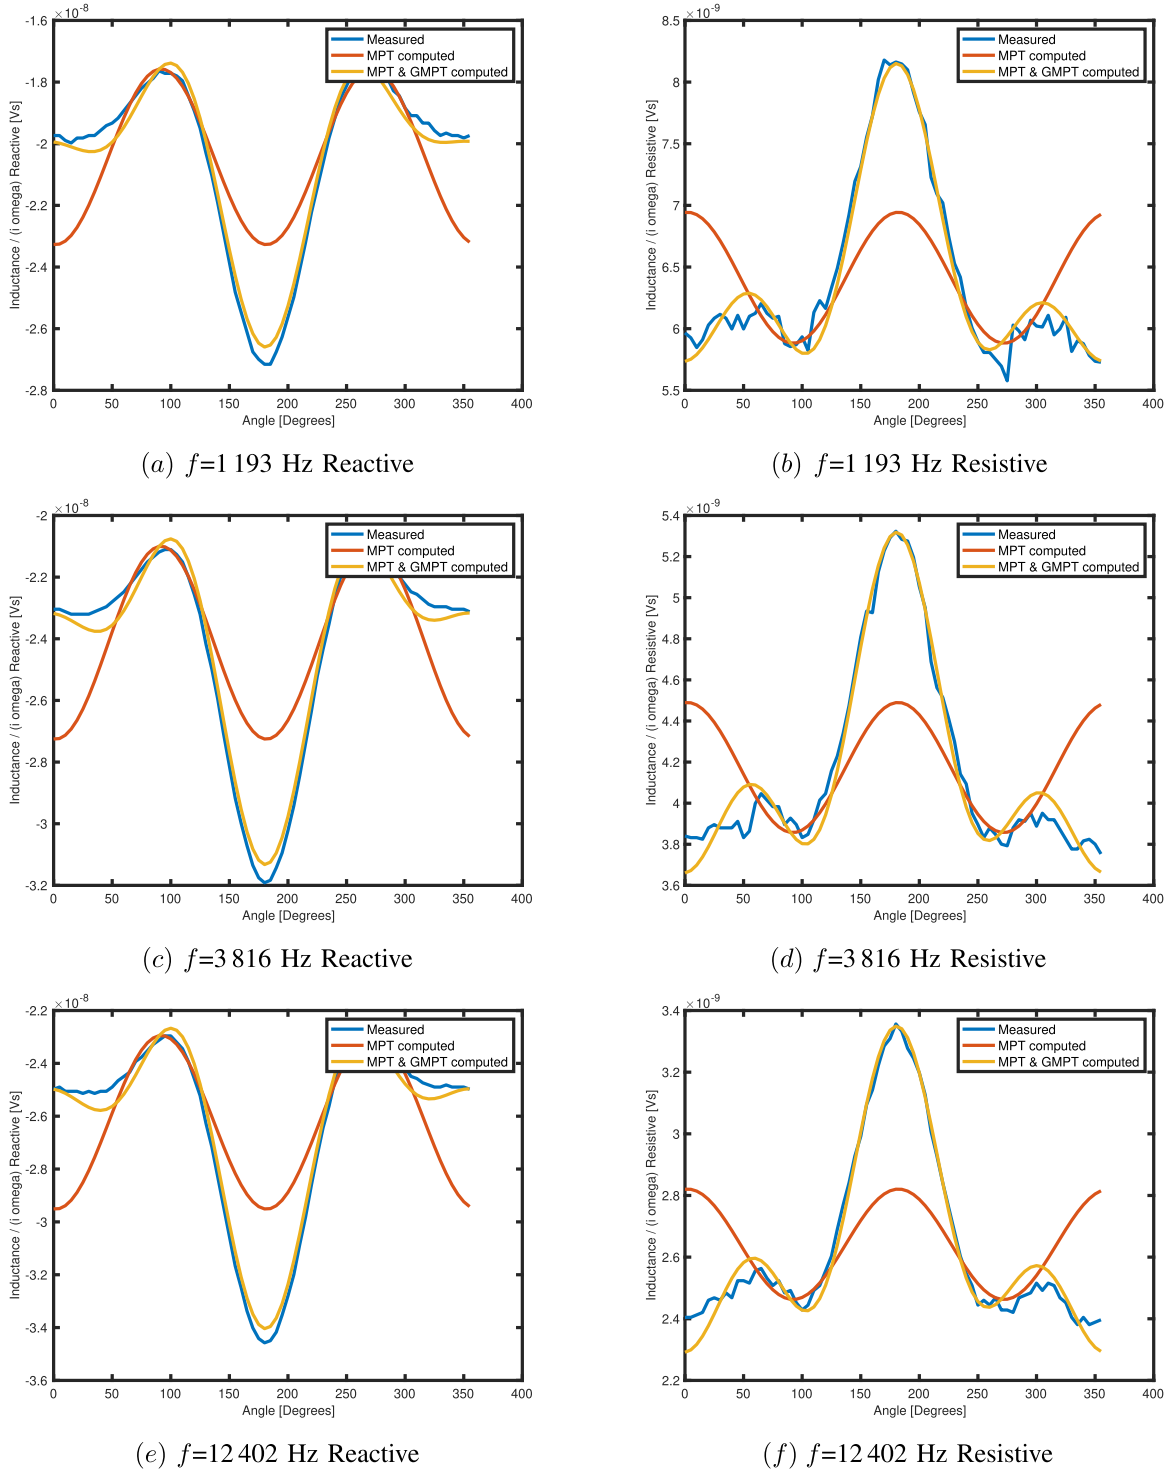 ×10-8
-1.6
-1.8
-2
-2.2
-2.4
-2.6
-2.8
Inductance / (i omega) Reactive [Vs]
Measured
MPT computed
MPT & GMPT computed
0 50 100 150 200 250 300 350 400
Angle [Degrees]
(a) f=1 193 Hz Reactive
×10-9
8.5
8
7.5
7
6.5
6
5.5
Inductance / (i omega) Resistive [Vs]
Measured
MPT computed
MPT & GMPT computed
0 50 100 150 200 250 300 350 400
Angle [Degrees]
(b) f=1 193 Hz Resistive
×10-8
-2
-2.2
-2.4
-2.6
-2.8
-3
-3.2
Inductance / (i omega) Reactive [Vs]
Measured
MPT computed
MPT & GMPT computed
0 50 100 150 200 250 300 350 400
Angle [Degrees]
(c) f=3 816 Hz Reactive
×10-9
5.4
5.2
5
4.8
4.6
4.4
4.2
4
3.8
3.6
Inductance / (i omega) Resistive [Vs]
Measured
MPT computed
MPT & GMPT computed
0 50 100 150 200 250 300 350 400
Angle [Degrees]
(d) f=3 816 Hz Resistive
×10-8
-2.2
-2.4
-2.6
-2.8
-3
-3.2
-3.4
-3.6
Inductance / (i omega) Reactive [Vs]
Measured
MPT computed
MPT & GMPT computed
0 50 100 150 200 250 300 350 400
Angle [Degrees]
(e) f=12 402 Hz Reactive
×10-9
3.4
3.2
3
2.8
2.6
2.4
2.2
Inductance / (i omega) Resistive [Vs]
Measured
MPT computed
MPT & GMPT computed
0 50 100 150 200 250 300 350 400
Angle [Degrees]
(f) f=12 402 Hz Resistive